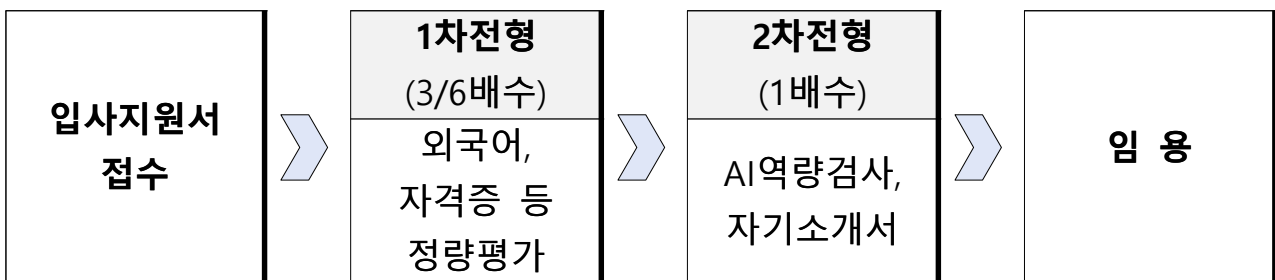 입사지원서
접수
1차전형
(3/6배수)
외국어,
자격증 등
정량평가
2차전형
(1배수)
AI역량검사,
자기소개서
임 용